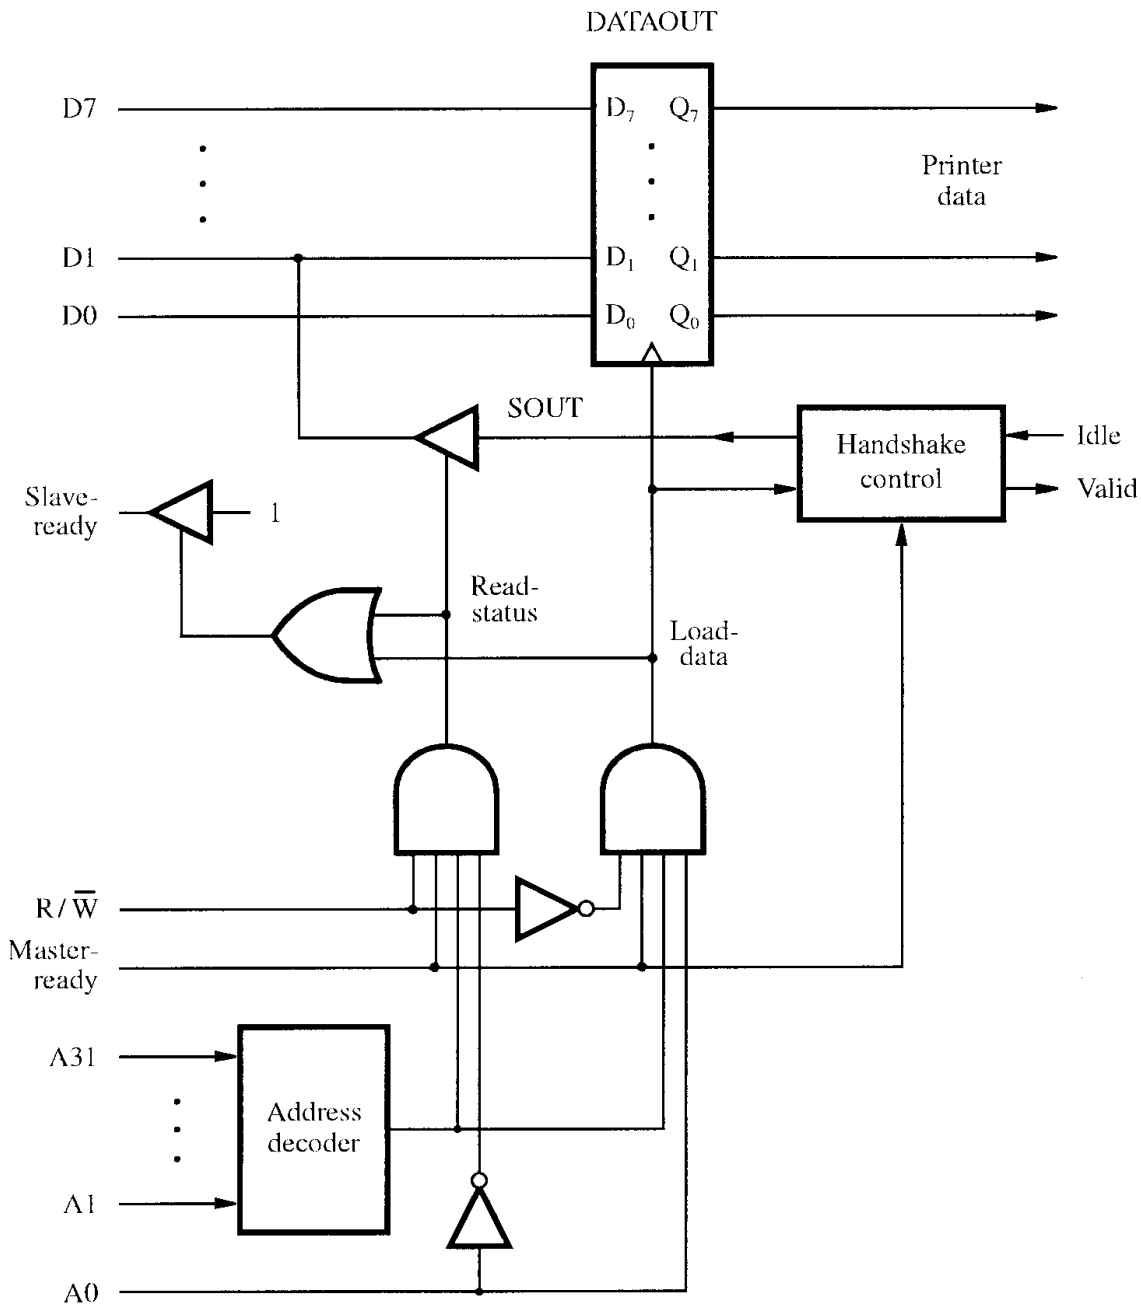 DATAOUT
D7
D₇ Q₇
Printer
data
D1
D₁ Q₁
D0
D₀ Q₀
SOUT
Handshake
control
Idle
Valid
Slave-
ready
1
Read-
status
Load-
data
R/W̅
Master-
ready
A31
Address
decoder
A1
A0